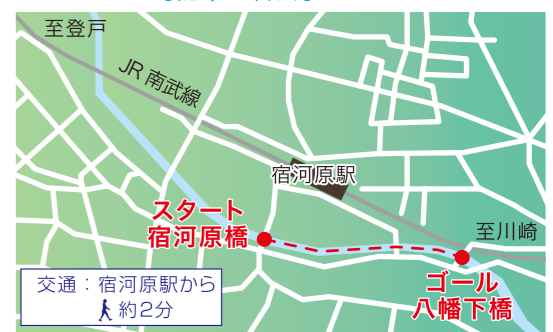 至登戸
JR 南武線
宿河原駅
スタート
宿河原橋
至川崎
ゴール
八幡下橋
交通：宿河原駅から
約2分